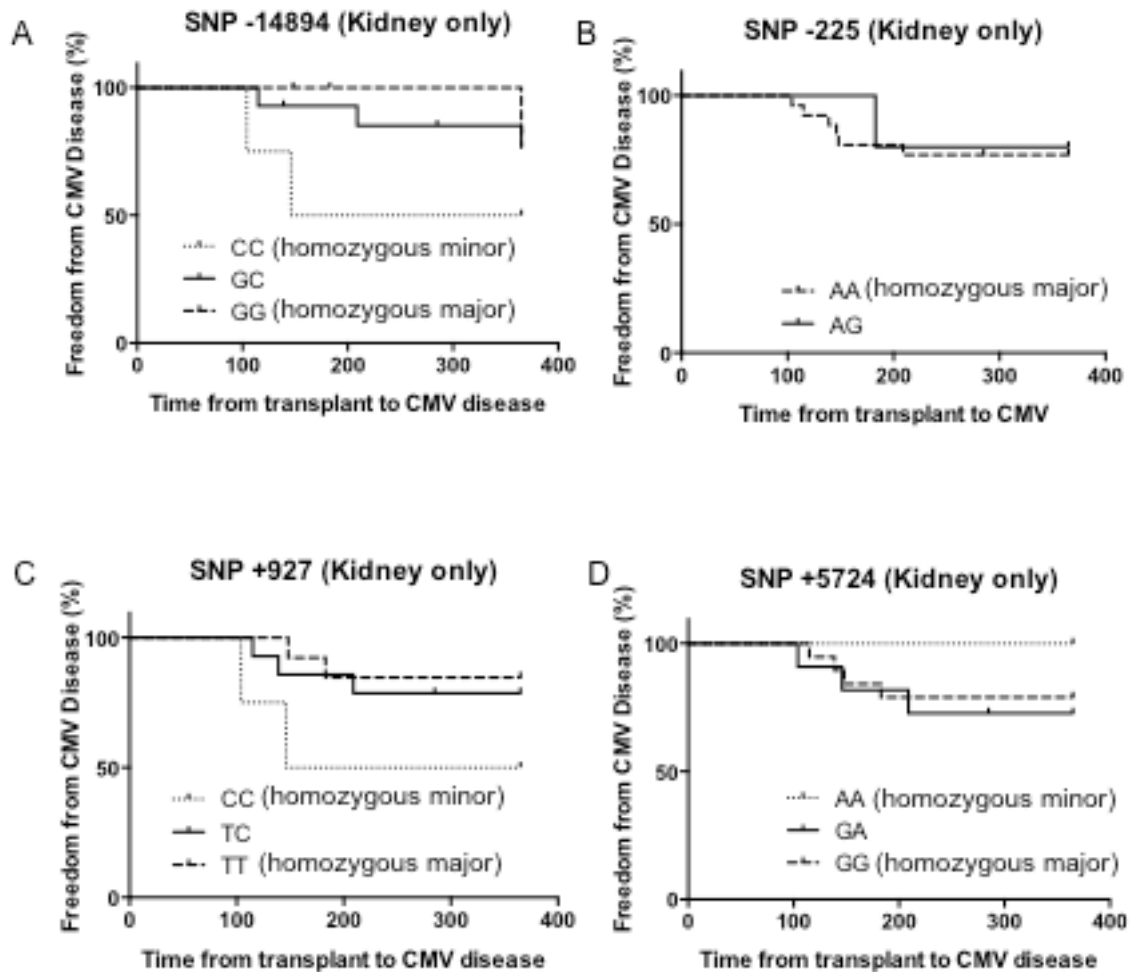 A
SNP -14894 (Kidney only)
Freedom from CMV Disease (%)
100
50
0
CC (homozygous minor)
GC
GG (homozygous major)
0 100 200 300 400
Time from transplant to CMV disease
B
SNP -225 (Kidney only)
Freedom from CMV Disease (%)
100
50
0
AA (homozygous major)
AG
0 100 200 300 400
Time from transplant to CMV
C
SNP +927 (Kidney only)
Freedom from CMV Disease (%)
100
50
0
CC (homozygous minor)
TC
TT (homozygous major)
0 100 200 300 400
Time from transplant to CMV disease
D
SNP +5724 (Kidney only)
Freedom from CMV Disease (%)
100
50
0
AA (homozygous minor)
GA
GG (homozygous major)
0 100 200 300 400
Time from transplant to CMV disease